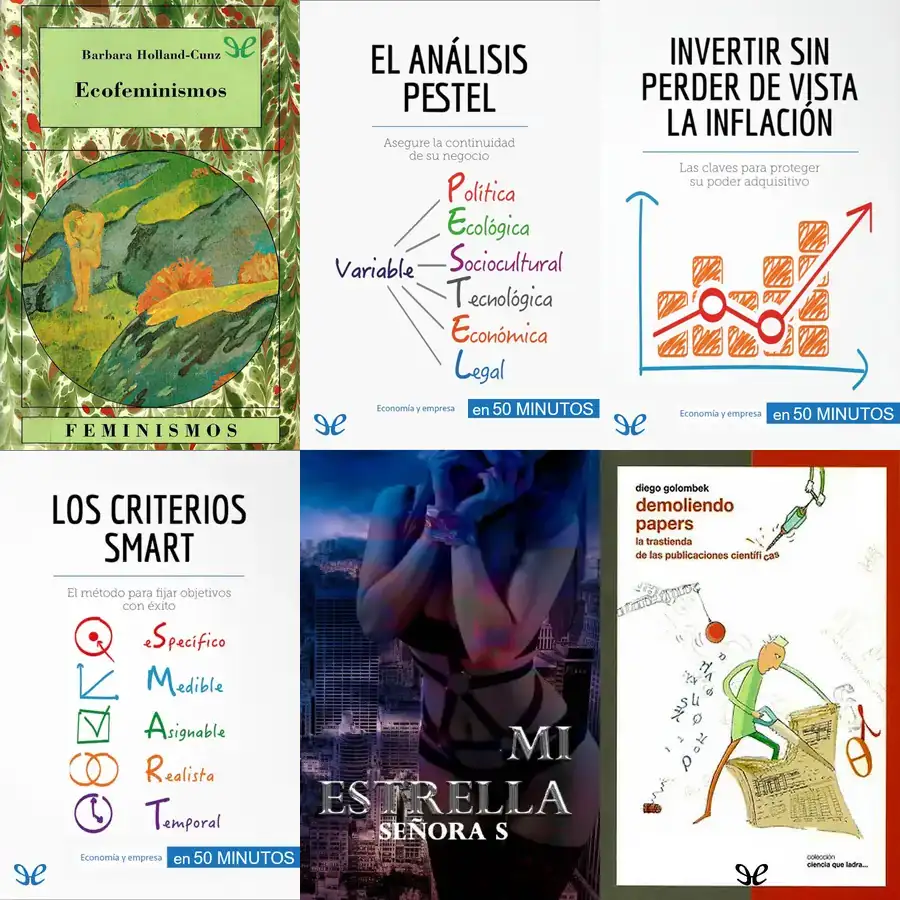 Barbara Holland-Cunz
Ecofeminismos
FEMINISMOS
EL ANÁLISIS
PESTEL
Asegure la continuidad
de su negocio
Variable
Política
Ecológica
Sociocultural
Tecnológica
Económica
Legal
Economía y empresa
en 50 MINUTOS
INVERTIR SIN
PERDER DE VISTA
LA INFLACIÓN
Las claves para proteger
su poder adquisitivo
Economía y empresa
en 50 MINUTOS
LOS CRITERIOS
SMART
El método para fijar objetivos
con éxito
eSpecífico
Medible
Asignable
Realista
Temporal
Economía y empresa
en 50 MINUTOS
MI
ESTRELLA
SEÑORA S
diego golombek
demoliendo
papers
la trastienda
de las publicaciones científicas
colección
ciencia que ladra...